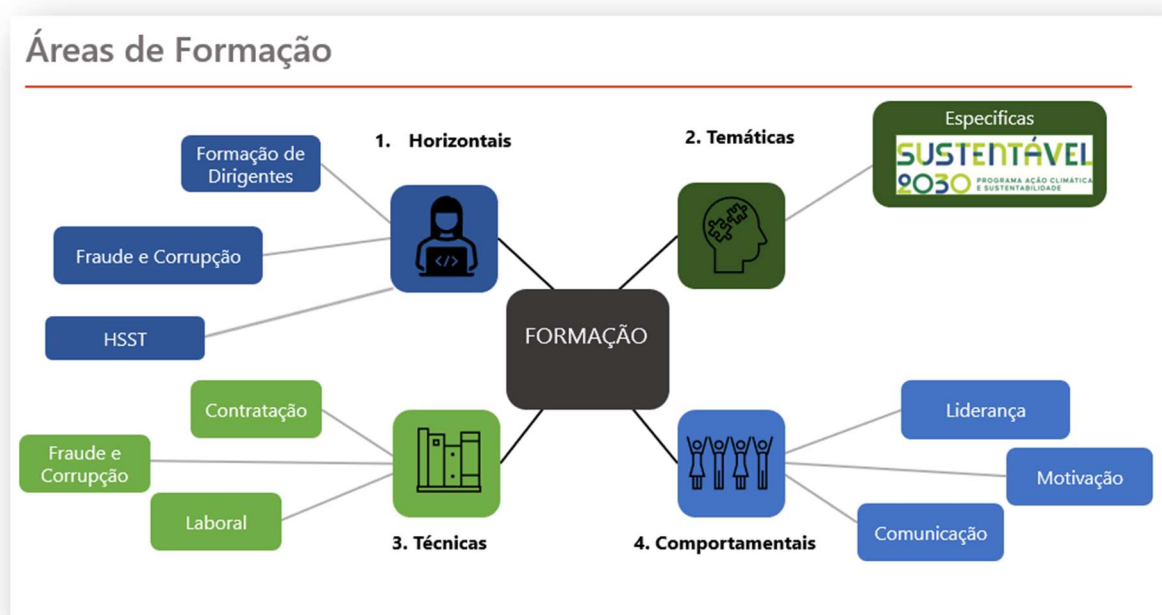 Áreas de Formação
1. Horizontais
Formação de
Dirigentes
Fraude e Corrupção
HSST
</>
2. Temáticas
Especificas
SUSTENTÁVEL
2030 PROGRAMA AÇÃO CLIMÁTICA
E SUSTENTABILIDADE
FORMAÇÃO
Contratação
Fraude e
Corrupção
Laboral
3. Técnicas
Liderança
Motivação
Comunicação
4. Comportamentais